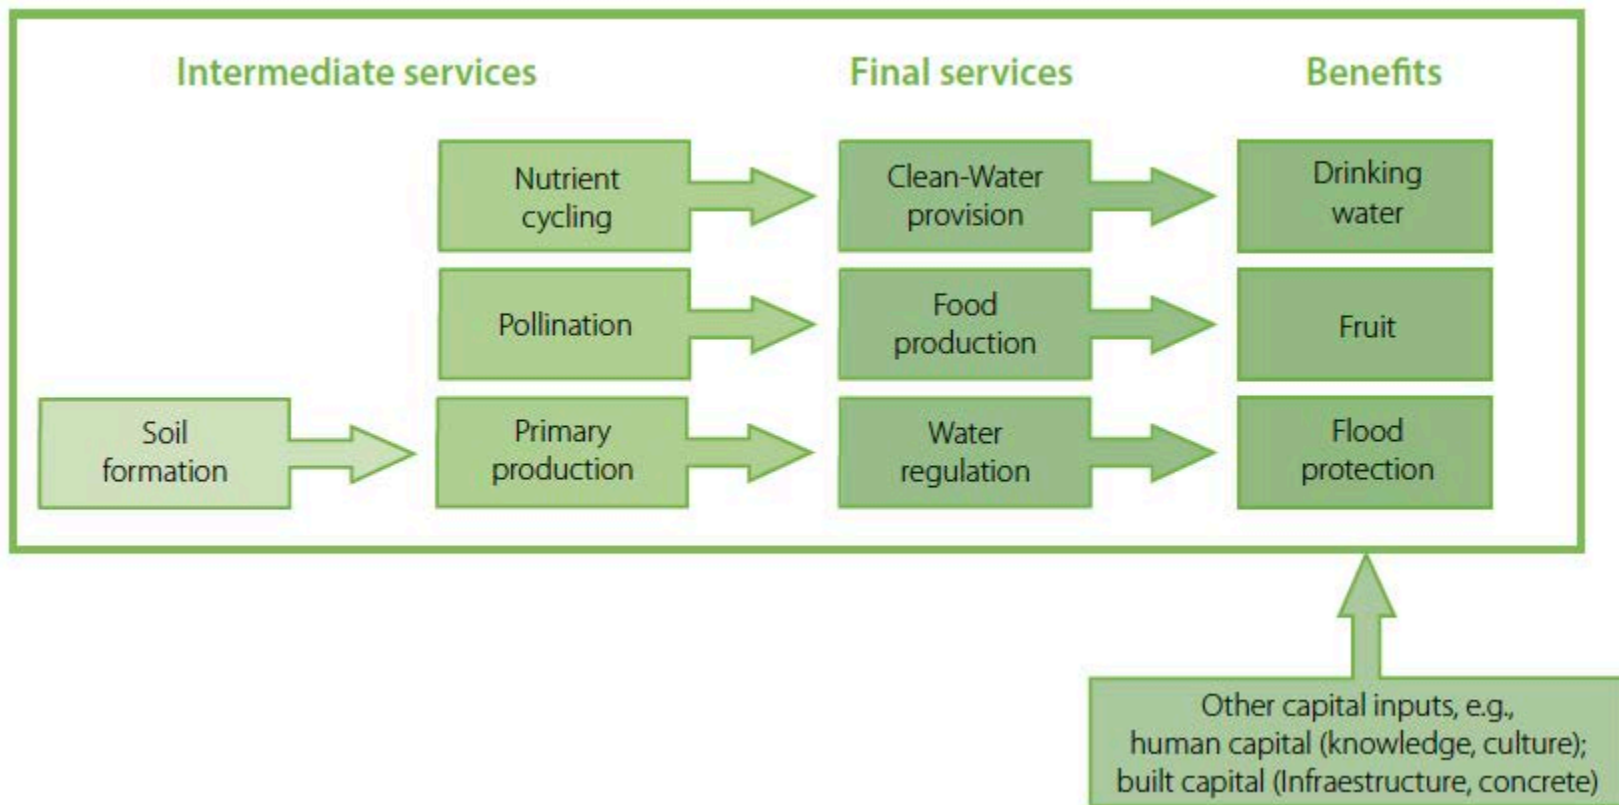 Intermediate services
Final services
Benefits
Nutrient
cycling
Clean-Water
provision
Drinking
water
Pollination
Food
production
Fruit
Soil
formation
Primary
production
Water
regulation
Flood
protection
Other capital inputs, e.g.,
human capital (knowledge, culture);
built capital (Infraestructure, concrete)